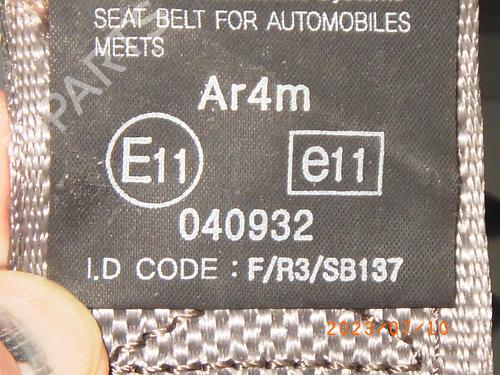 SEAT BELT FOR AUTOMOBILES
MEETS
Ar4m
E11 e11
040932
I.D CODE : F/R3/SB137
2023/07/10